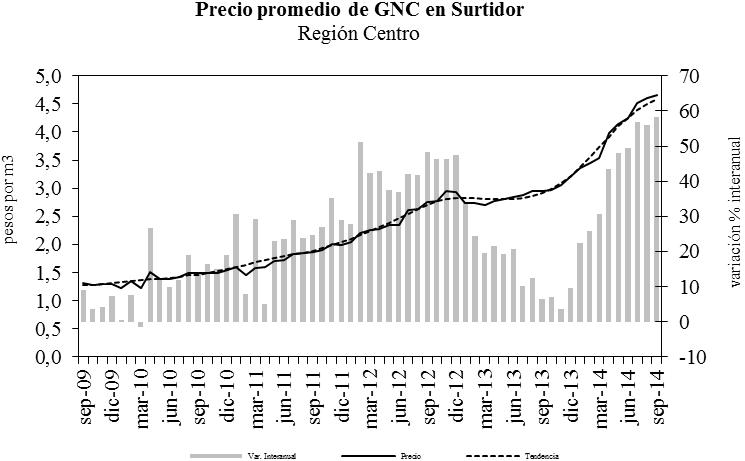 Precio promedio de GNC en Surtidor
Región Centro
pesos por m3
5,0
4,5
4,0
3,5
3,0
2,5
2,0
1,5
1,0
0,5
0,0
70
60
50
40
30
20
10
0
-10
variación % interanual
sep-09
dic-09
mar-10
jun-10
sep-10
dic-10
mar-11
jun-11
sep-11
dic-11
mar-12
jun-12
sep-12
dic-12
mar-13
jun-13
sep-13
dic-13
mar-14
jun-14
sep-14
Var. Interanual Precio Tendencia